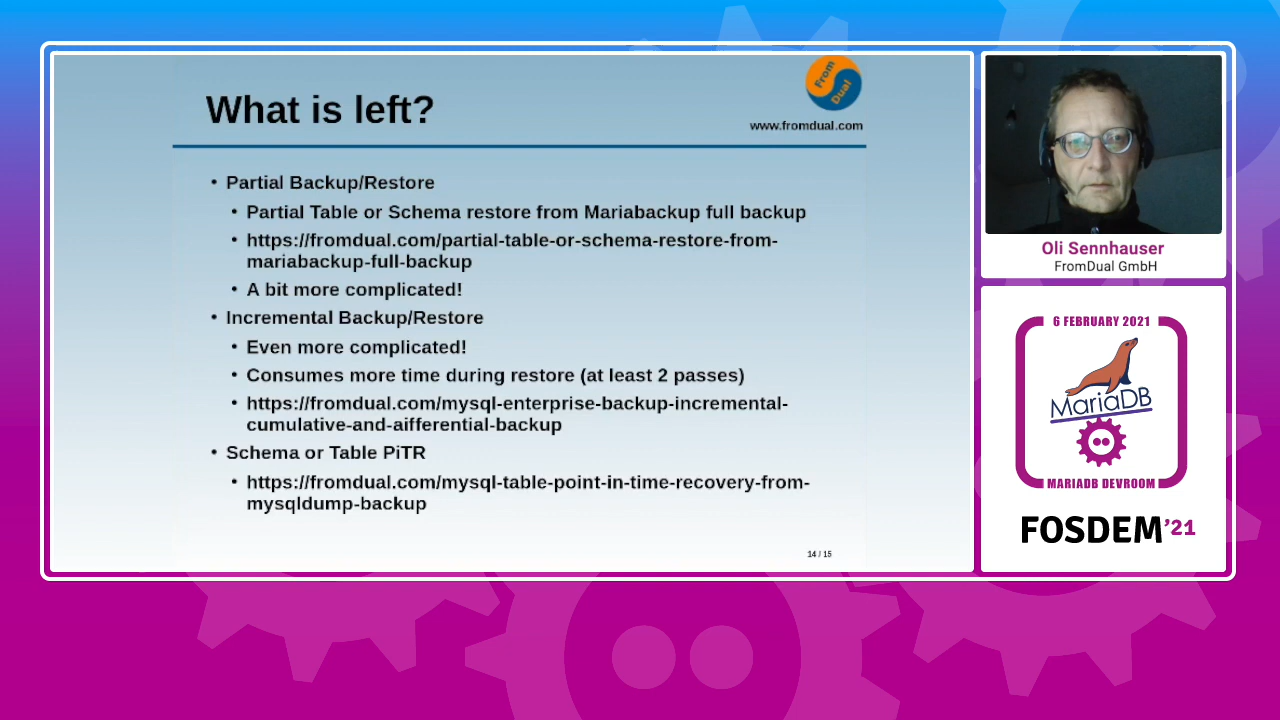 What is left?
From
Dual
www.fromdual.com
• Partial Backup/Restore
• Partial Table or Schema restore from Mariabackup full backup
• https://fromdual.com/partial-table-or-schema-restore-from-
mariabackup-full-backup
• A bit more complicated!
• Incremental Backup/Restore
• Even more complicated!
• Consumes more time during restore (at least 2 passes)
• https://fromdual.com/mysql-enterprise-backup-incremental-
cumulative-and-aifferential-backup
• Schema or Table PiTR
• https://fromdual.com/mysql-table-point-in-time-recovery-from-
mysqldump-backup
14 / 15
Oli Sennhauser
FromDual GmbH
6 FEBRUARY 2021
MariaDB
MARIADB DEVROOM
FOSDEM'21